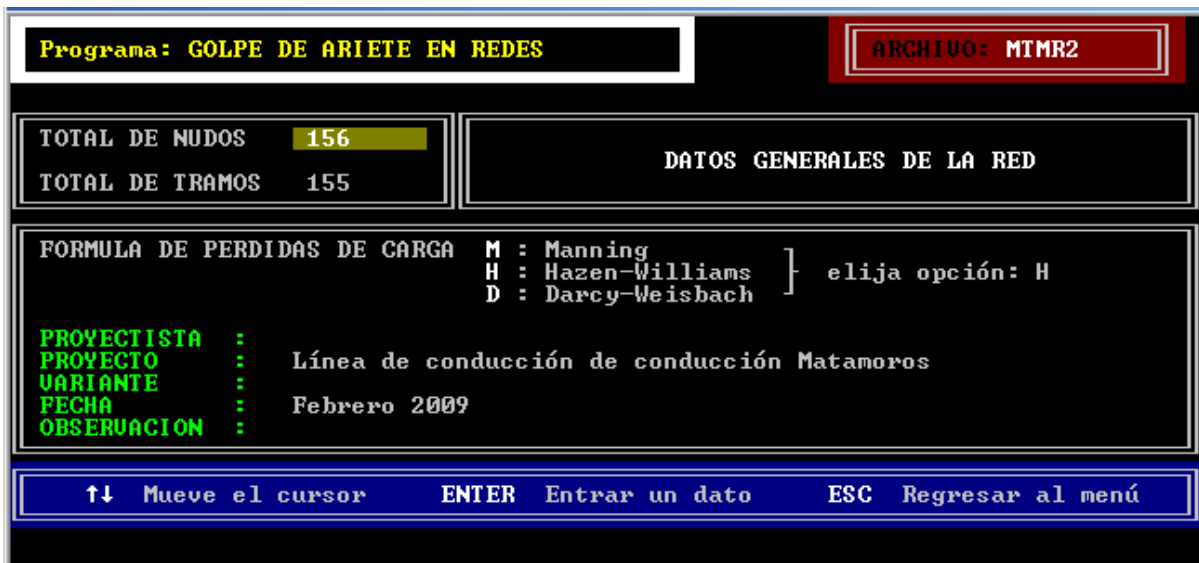 Programa: GOLPE DE ARIETE EN REDES
ARCHIVO: MTMR2
TOTAL DE NUDOS 156
TOTAL DE TRAMOS 155
DATOS GENERALES DE LA RED
FORMULA DE PERDIDAS DE CARGA M : Manning
H : Hazen-Williams elija opción: H
D : Darcy-Weisbach
PROYECTISTA :
PROYECTO : Línea de conducción de conducción Matamoros
VARIANTE :
FECHA : Febrero 2009
OBSERVACION :
↑↓ Mueve el cursor ENTER Entrar un dato ESC Regresar al menú